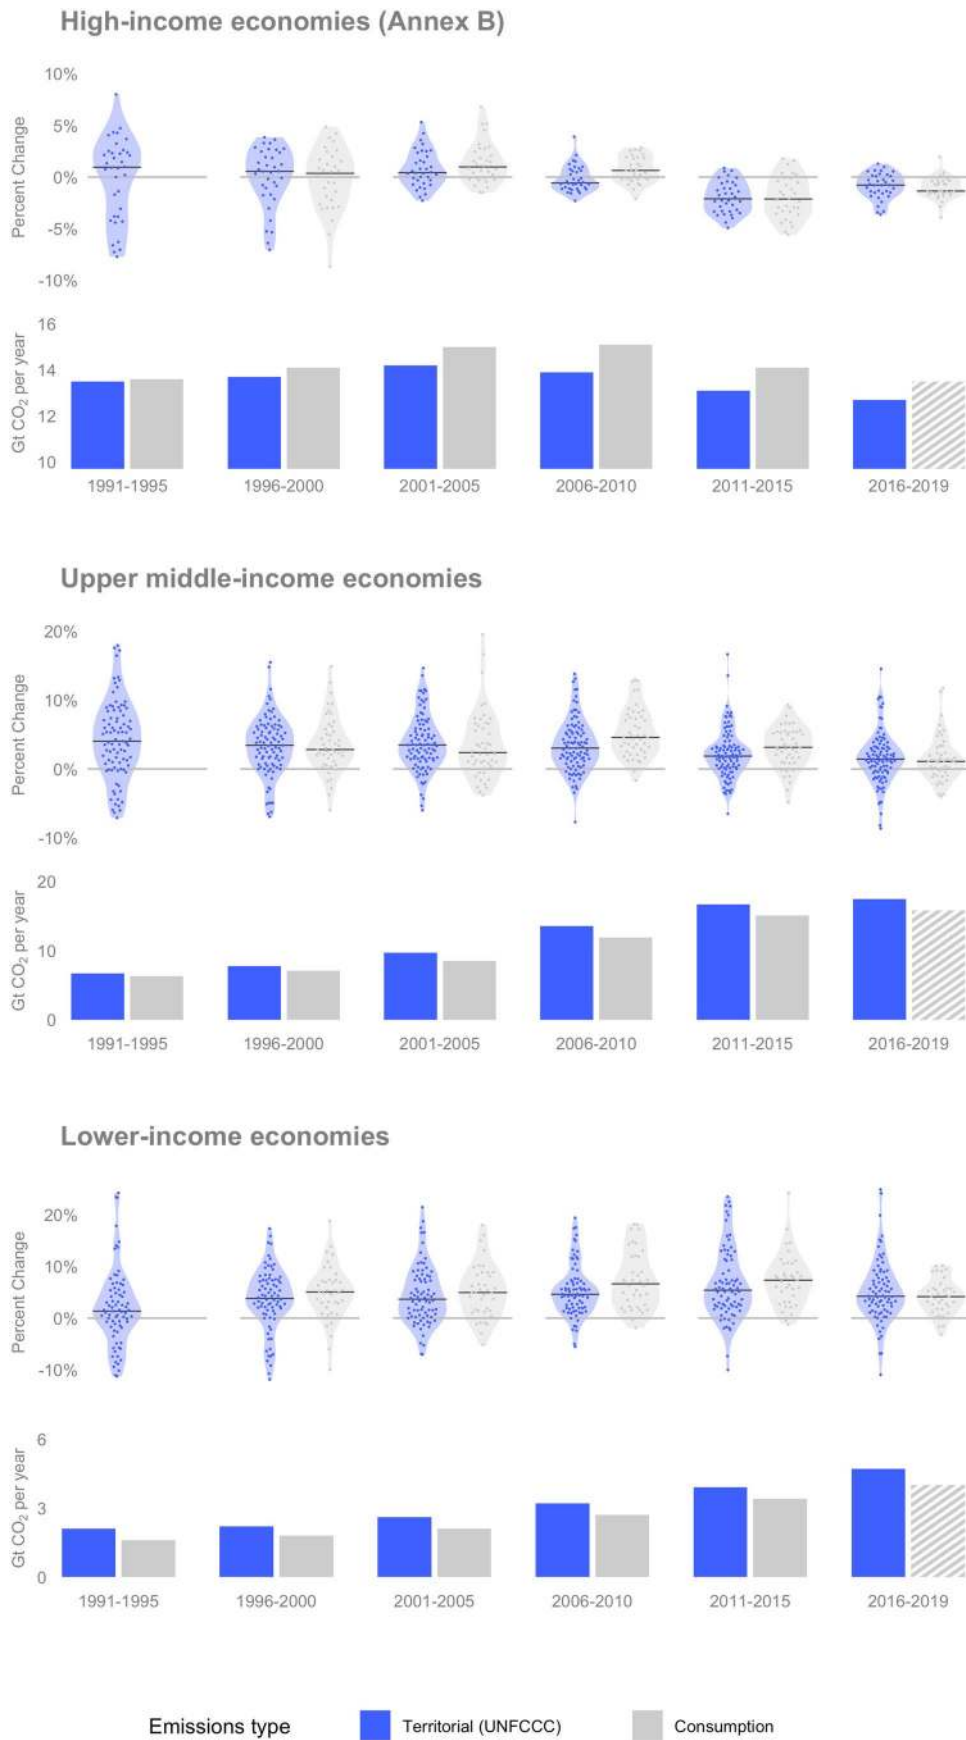 High-income economies (Annex B)
10%
5%
0%
-5%
-10%
Percent Change
16
14
12
10
Gt CO₂ per year
1991-1995 1996-2000 2001-2005 2006-2010 2011-2015 2016-2019
Upper middle-income economies
20%
10%
0%
-10%
Percent Change
20
10
0
Gt CO₂ per year
1991-1995 1996-2000 2001-2005 2006-2010 2011-2015 2016-2019
Lower-income economies
20%
10%
0%
-10%
Percent Change
6
3
0
Gt CO₂ per year
1991-1995 1996-2000 2001-2005 2006-2010 2011-2015 2016-2019
Emissions type Territorial (UNFCCC) Consumption